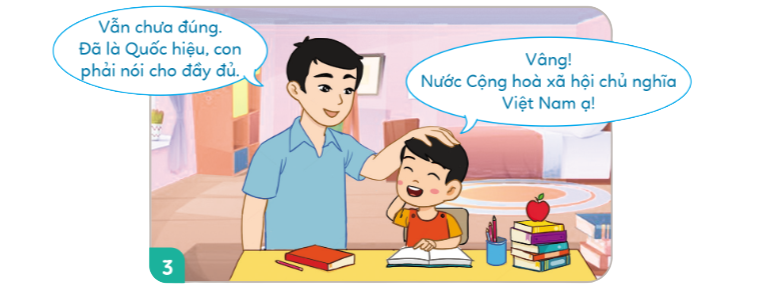 Vẫn chưa đúng.
Đã là Quốc hiệu, con
phải nói cho đầy đủ.
Vâng!
Nước Cộng hoà xã hội chủ nghĩa
Việt Nam ạ!
3